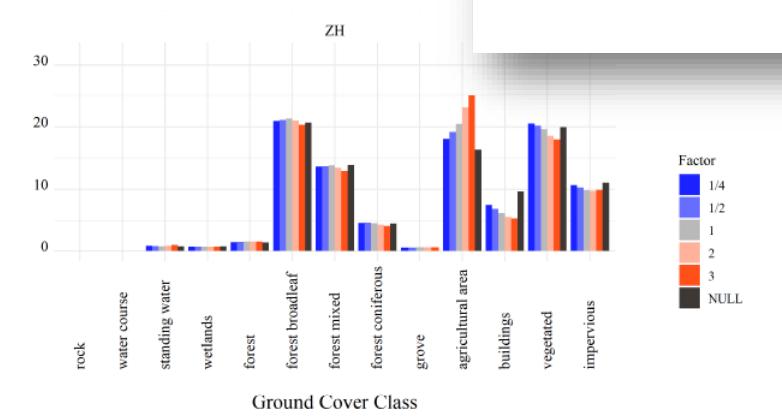 ZH
30
20
10
0
rock
water course
standing water
wetlands
forest
forest broadleaf
forest mixed
forest coniferous
grove
agricultural area
buildings
vegetated
impervious
Ground Cover Class
Factor
1/4
1/2
1
2
3
NULL